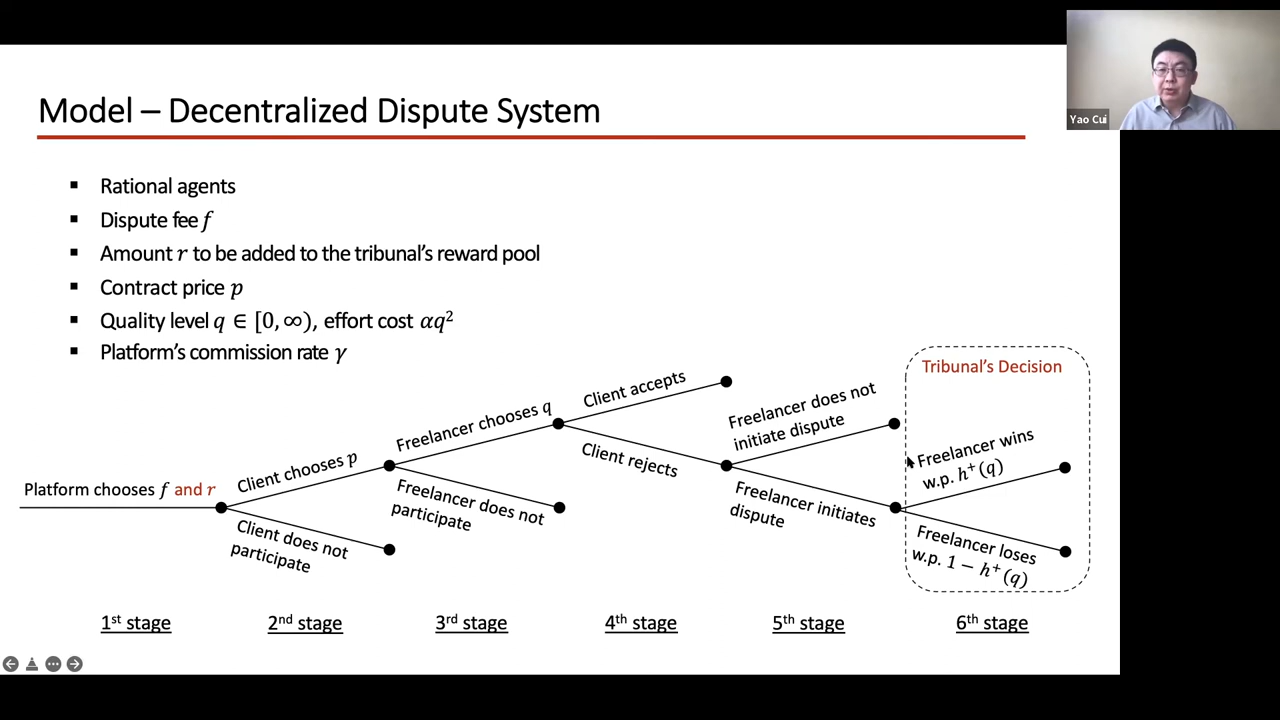 Yao Cui
Model – Decentralized Dispute System
▪ Rational agents
▪ Dispute fee f
▪ Amount r to be added to the tribunal’s reward pool
▪ Contract price p
▪ Quality level q ∈ [0, ∞), effort cost αq²
▪ Platform’s commission rate γ
Platform chooses f and r
Client chooses p
Client does not
participate
Freelancer chooses q
Freelancer does not
participate
Client accepts
Client rejects
Freelancer does not
initiate dispute
Freelancer initiates
dispute
Tribunal’s Decision
Freelancer wins
w.p. h⁺(q)
Freelancer loses
w.p. 1 − h⁺(q)
1st stage
2nd stage
3rd stage
4th stage
5th stage
6th stage